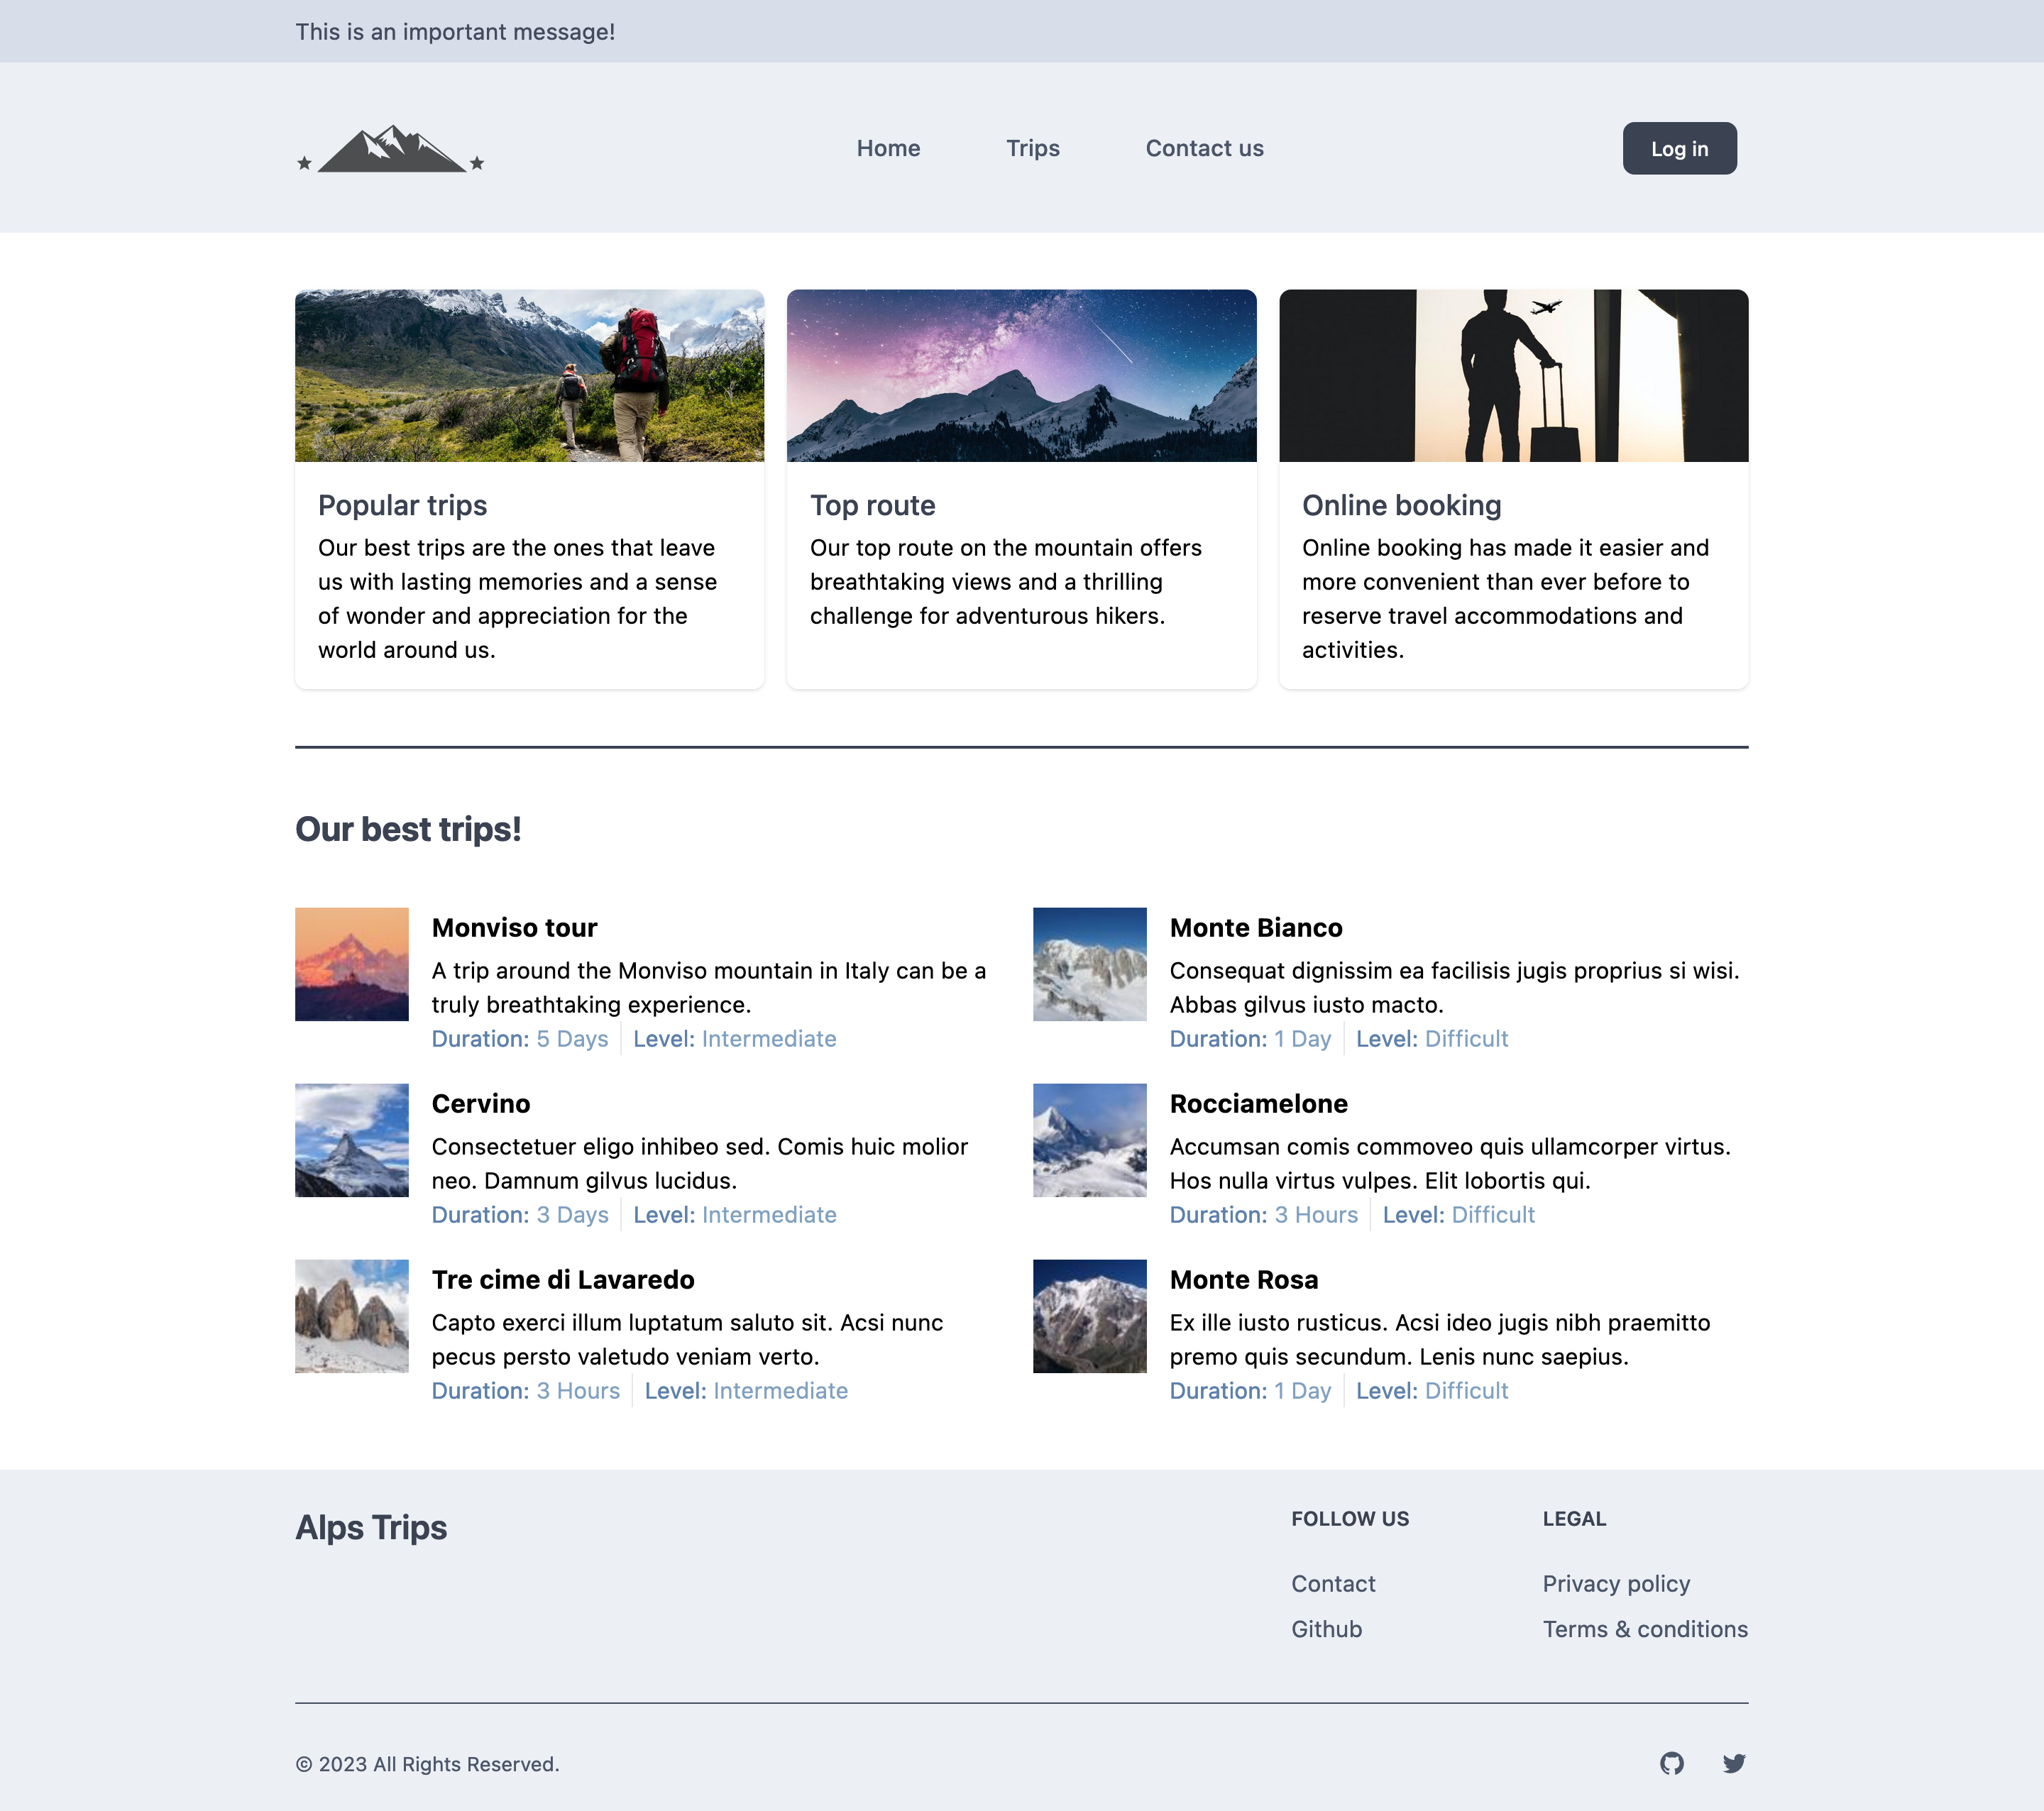 This is an important message!
Home Trips Contact us Log in
Popular trips
Our best trips are the ones that leave
us with lasting memories and a sense
of wonder and appreciation for the
world around us.
Top route
Our top route on the mountain offers
breathtaking views and a thrilling
challenge for adventurous hikers.
Online booking
Online booking has made it easier and
more convenient than ever before to
reserve travel accommodations and
activities.
Our best trips!
Monviso tour
A trip around the Monviso mountain in Italy can be a
truly breathtaking experience.
Duration: 5 Days Level: Intermediate
Monte Bianco
Consequat dignissim ea facilisis jugis proprius si wisi.
Abbas gilvus iusto macto.
Duration: 1 Day Level: Difficult
Cervino
Consectetuer eligo inhibeo sed. Comis huic molior
neo. Damnum gilvus lucidus.
Duration: 3 Days Level: Intermediate
Rocciamelone
Accumsan comis commoveo quis ullamcorper virtus.
Hos nulla virtus vulpes. Elit lobortis qui.
Duration: 3 Hours Level: Difficult
Tre cime di Lavaredo
Capto exerci illum luptatum saluto sit. Acsi nunc
pecus persto valetudo veniam verto.
Duration: 3 Hours Level: Intermediate
Monte Rosa
Ex ille iusto rusticus. Acsi ideo jugis nibh praemitto
premo quis secundum. Lenis nunc saepius.
Duration: 1 Day Level: Difficult
Alps Trips
FOLLOW US
Contact
Github
LEGAL
Privacy policy
Terms & conditions
© 2023 All Rights Reserved.